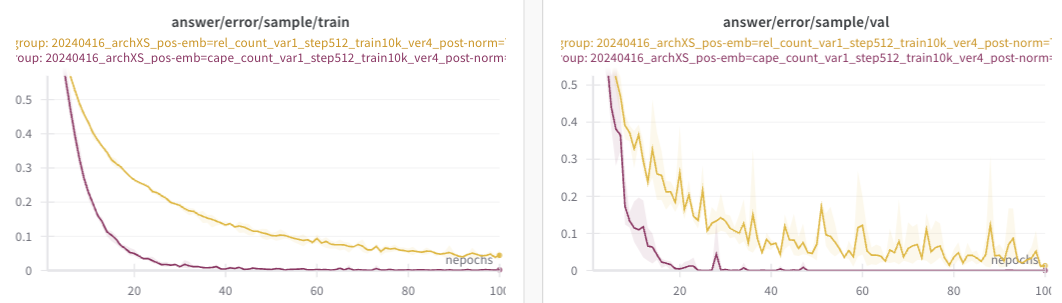 answer/error/sample/train
group: 20240416_archXS_pos-emb=rel_count_var1_step512_train10k_ver4_post-norm=
roup: 20240416_archXS_pos-emb=cape_count_var1_step512_train10k_ver4_post-norm=
0.5
0.4
0.3
0.2
0.1
0
20
40
60
80
100
nepochs
answer/error/sample/val
group: 20240416_archXS_pos-emb=rel_count_var1_step512_train10k_ver4_post-norm=
oup: 20240416_archXS_pos-emb=cape_count_var1_step512_train10k_ver4_post-norm=
0.5
0.4
0.3
0.2
0.1
0
20
40
60
80
100
nepochs